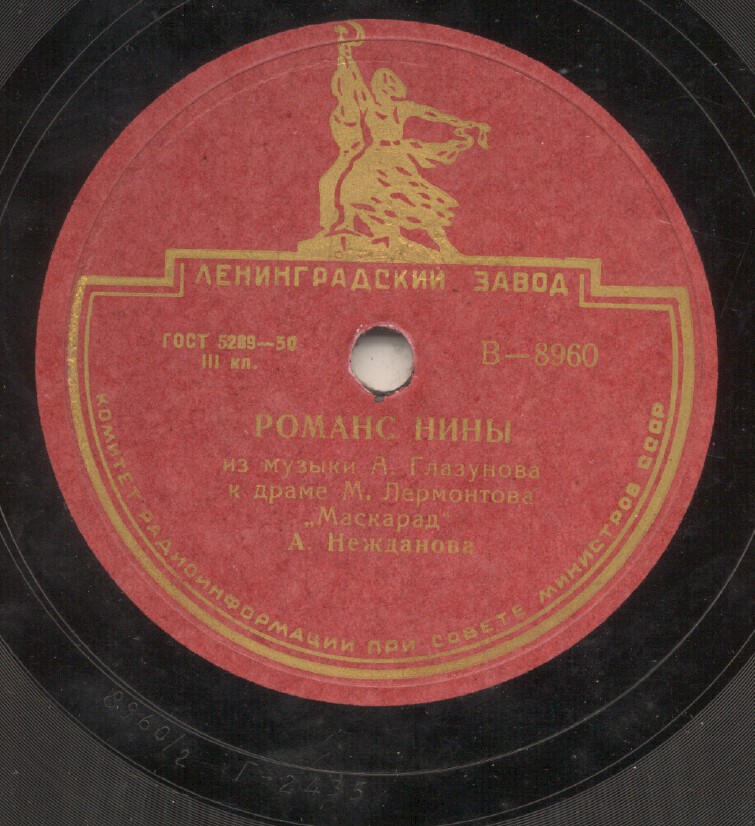 ЛЕНИНГРАДСКИЙ ЗАВОД
ГОСТ 5289—50
III кл.
В—8960
РОМАНС НИНЫ
из музыки А. Глазунова
к драме М. Лермонтова
„Маскарад"
А. Нежданова
КОМИТЕТ РАДИОИНФОРМАЦИИ ПРИ СОВЕТЕ МИНИСТРОВ СССР
8960/2 Г-2435